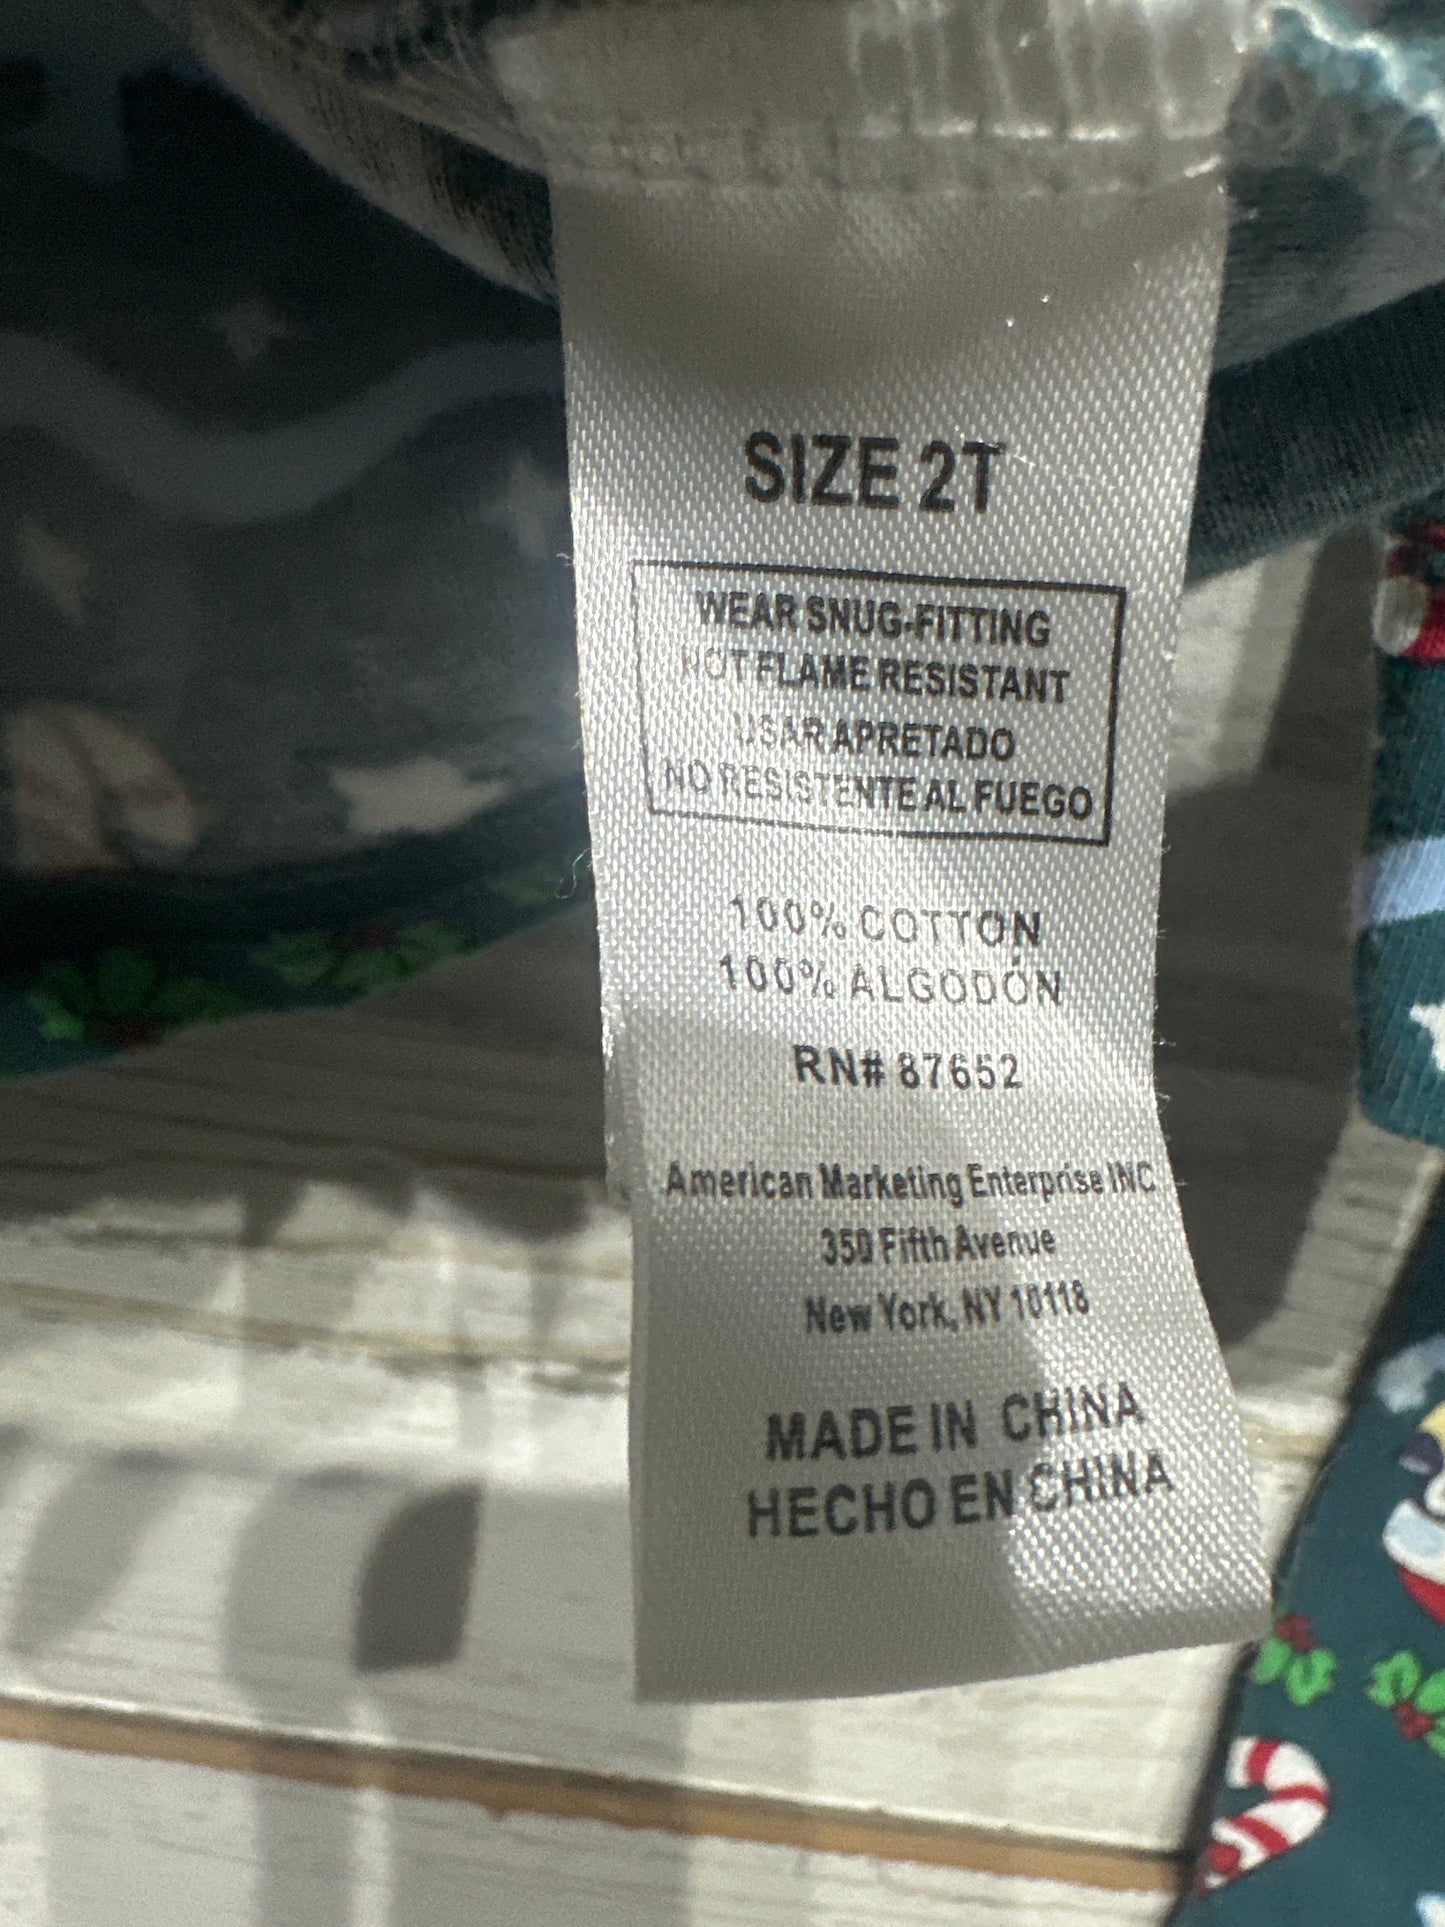 SIZE 2T
WEAR SNUG-FITTING
NOT FLAME RESISTANT
USAR APRETADO
NO RESISTENTE AL FUEGO
100% COTTON
100% ALGODÓN
RN# 87652
American Marketing Enterprise INC
350 Fifth Avenue
New York, NY 10118
MADE IN CHINA
HECHO EN CHINA